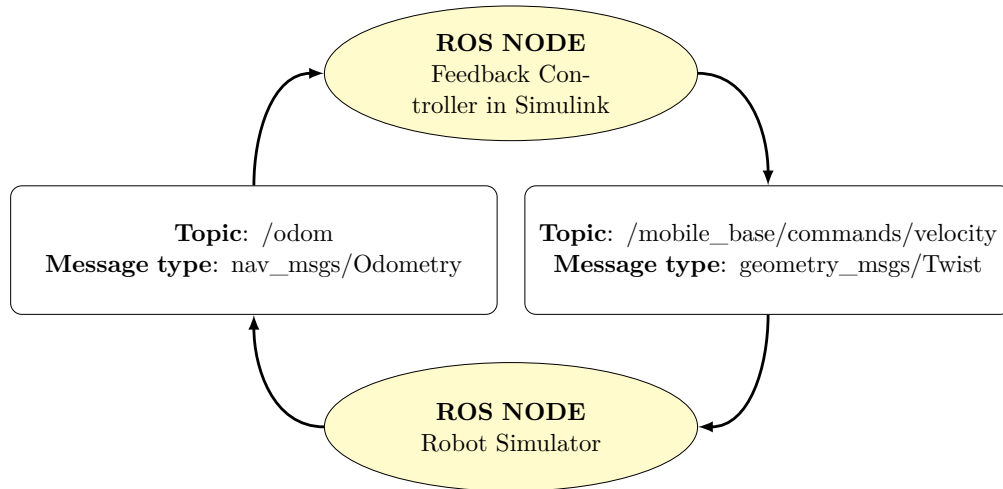 ROS NODE
Feedback Con-
troller in Simulink
Topic: /odom
Message type: nav_msgs/Odometry
Topic: /mobile_base/commands/velocity
Message type: geometry_msgs/Twist
ROS NODE
Robot Simulator